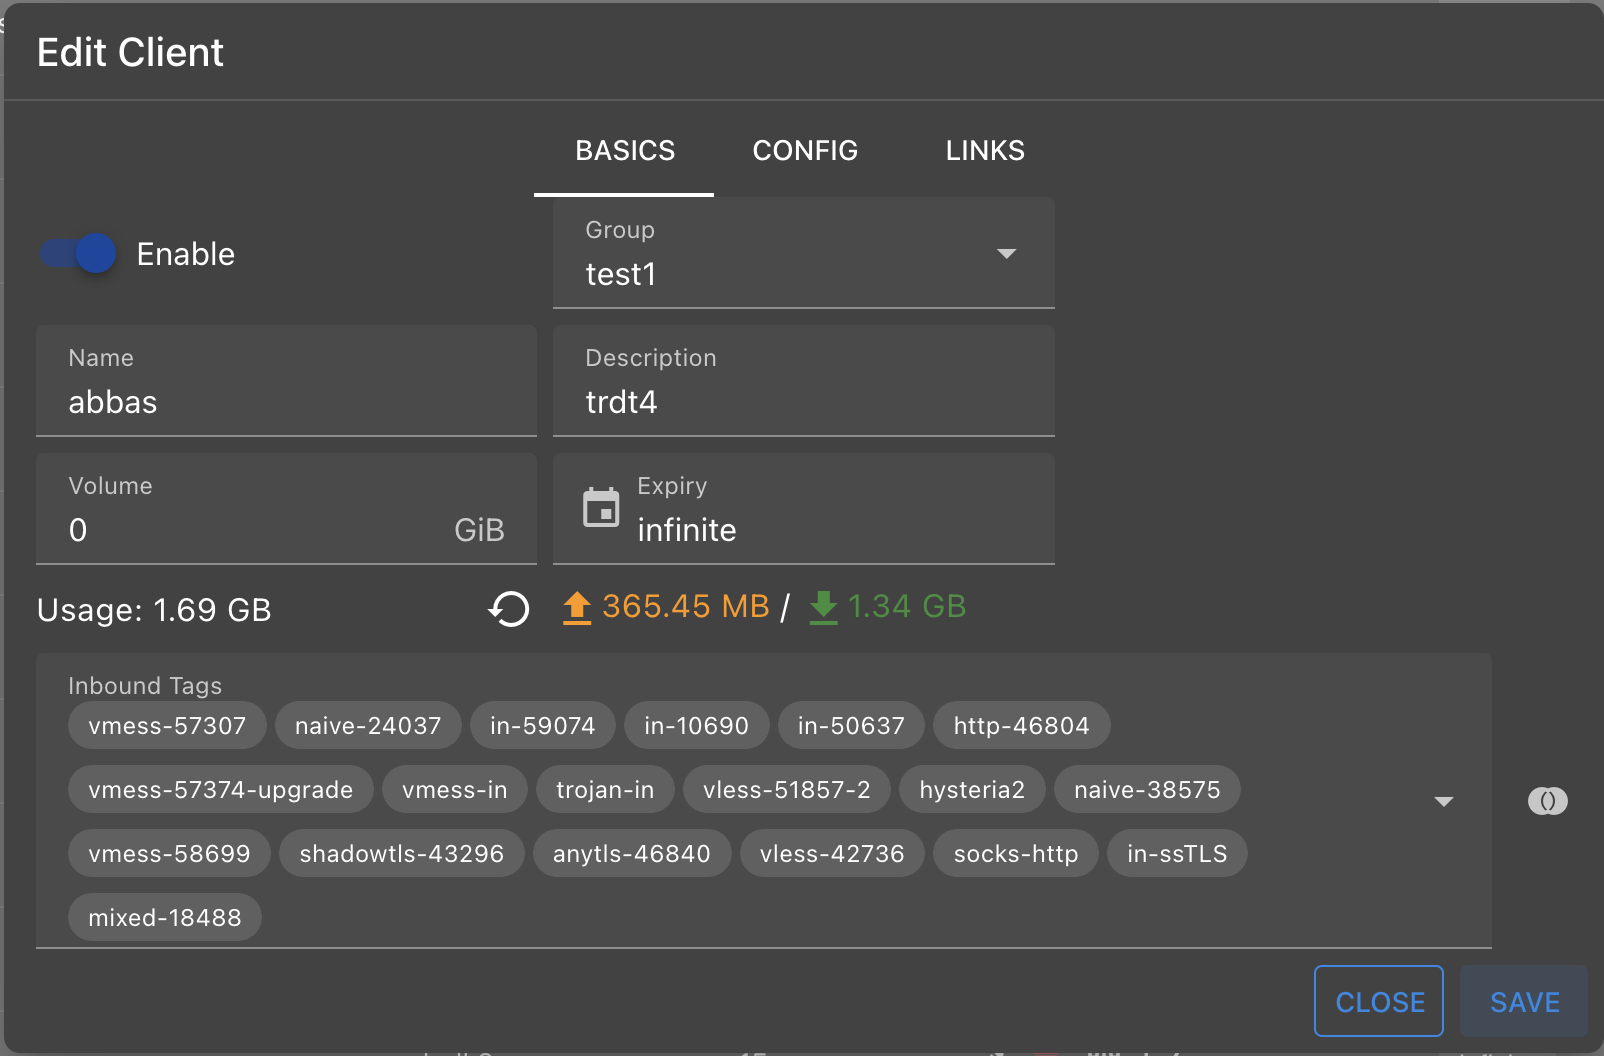 Edit Client
BASICS CONFIG LINKS
Enable
Group
test1
Name
abbas
Description
trdt4
Volume
0 GiB
Expiry
infinite
Usage: 1.69 GB
365.45 MB / 1.34 GB
Inbound Tags
vmess-57307 naive-24037 in-59074 in-10690 in-50637 http-46804
vmess-57374-upgrade vmess-in trojan-in vless-51857-2 hysteria2 naive-38575
vmess-58699 shadowtls-43296 anytls-46840 vless-42736 socks-http in-ssTLS
mixed-18488
CLOSE SAVE